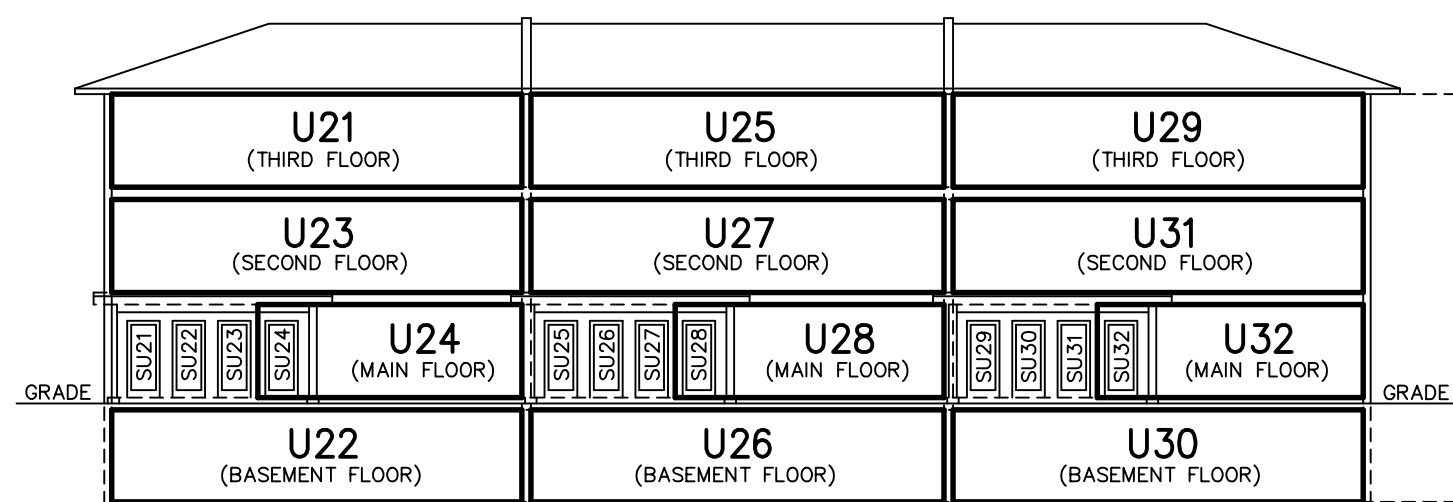 U21
(THIRD FLOOR)
U25
(THIRD FLOOR)
U29
(THIRD FLOOR)
U23
(SECOND FLOOR)
U27
(SECOND FLOOR)
U31
(SECOND FLOOR)
SU21
SU22
SU23
SU24
U24
(MAIN FLOOR)
SU25
SU26
SU27
SU28
U28
(MAIN FLOOR)
SU29
SU30
SU31
SU32
U32
(MAIN FLOOR)
GRADE
GRADE
U22
(BASEMENT FLOOR)
U26
(BASEMENT FLOOR)
U30
(BASEMENT FLOOR)